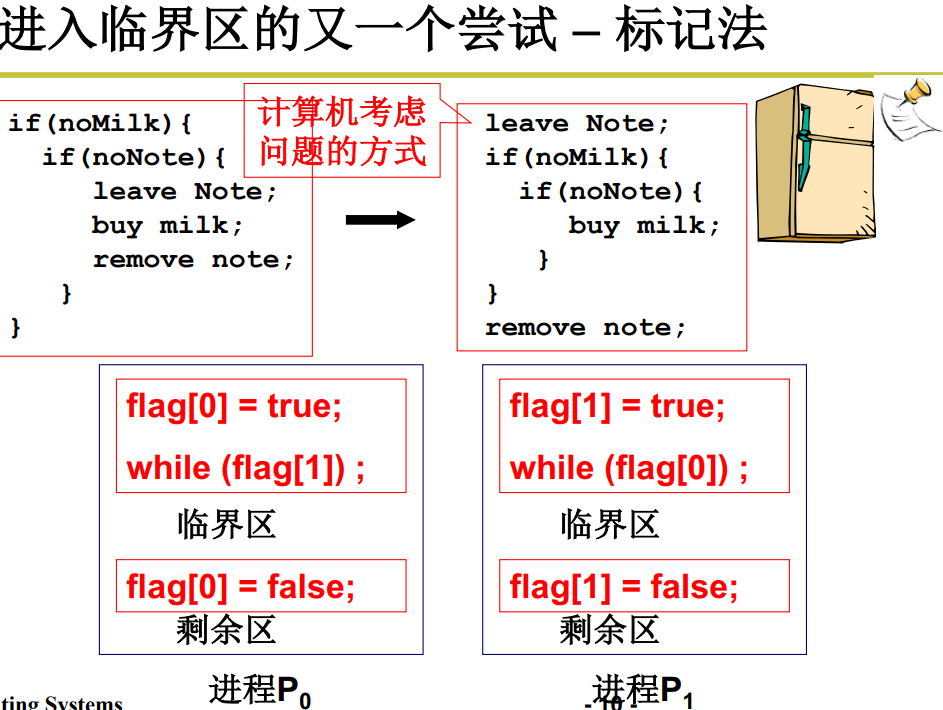 进入临界区的又一个尝试 – 标记法
计算机考虑
问题的方式
if(noMilk){
if(noNote){
leave Note;
buy milk;
remove note;
}
}
leave Note;
if(noMilk){
if(noNote){
buy milk;
}
}
remove note;
flag[0] = true;
while (flag[1]) ;
临界区
flag[0] = false;
剩余区
进程P0
flag[1] = true;
while (flag[0]) ;
临界区
flag[1] = false;
剩余区
进程P1
ting Systems
- 10 -